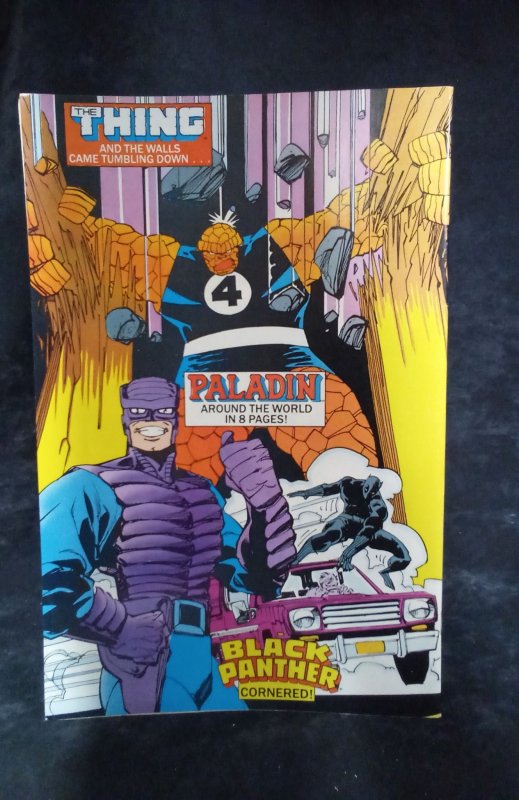 THE
THING
AND THE WALLS
CAME TUMBLING DOWN . . .
4
PALADIN
AROUND THE WORLD
IN 8 PAGES!
BLACK
PANTHER
CORNERED!